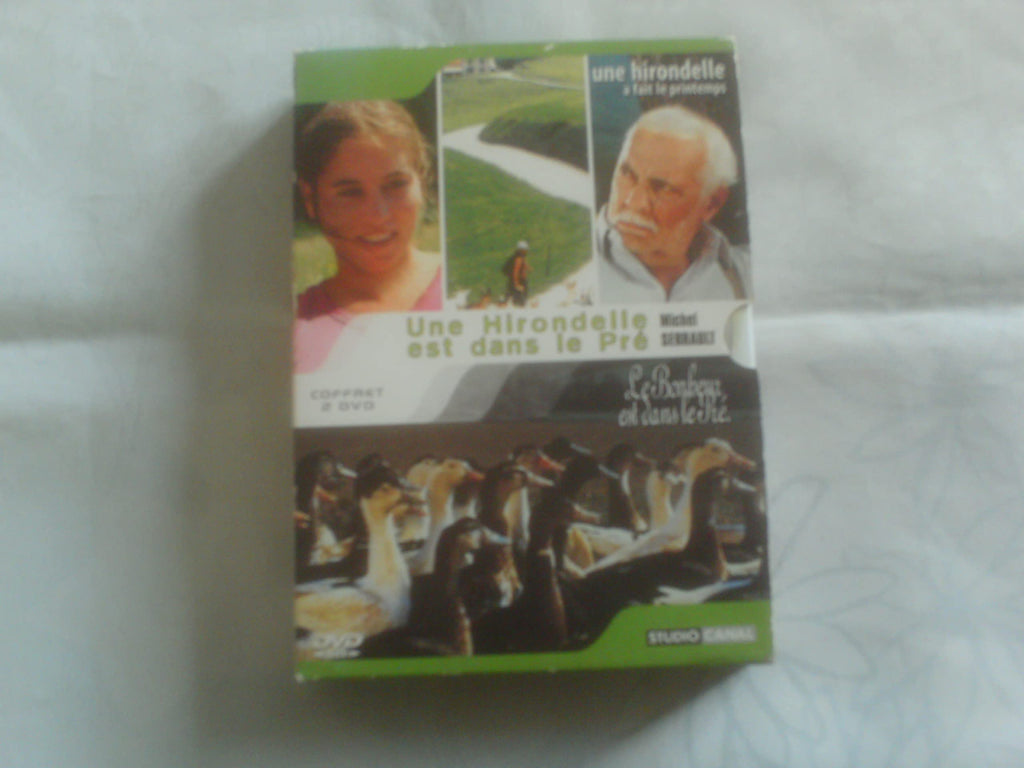 une hirondelle
a fait le printemps
Une Hirondelle
est dans le Pré
Michel
SERRAULT
COFFRET
2 DVD
Le Bonheur
est dans le Pré.
DVD
VIDEO
STUDIO CANAL